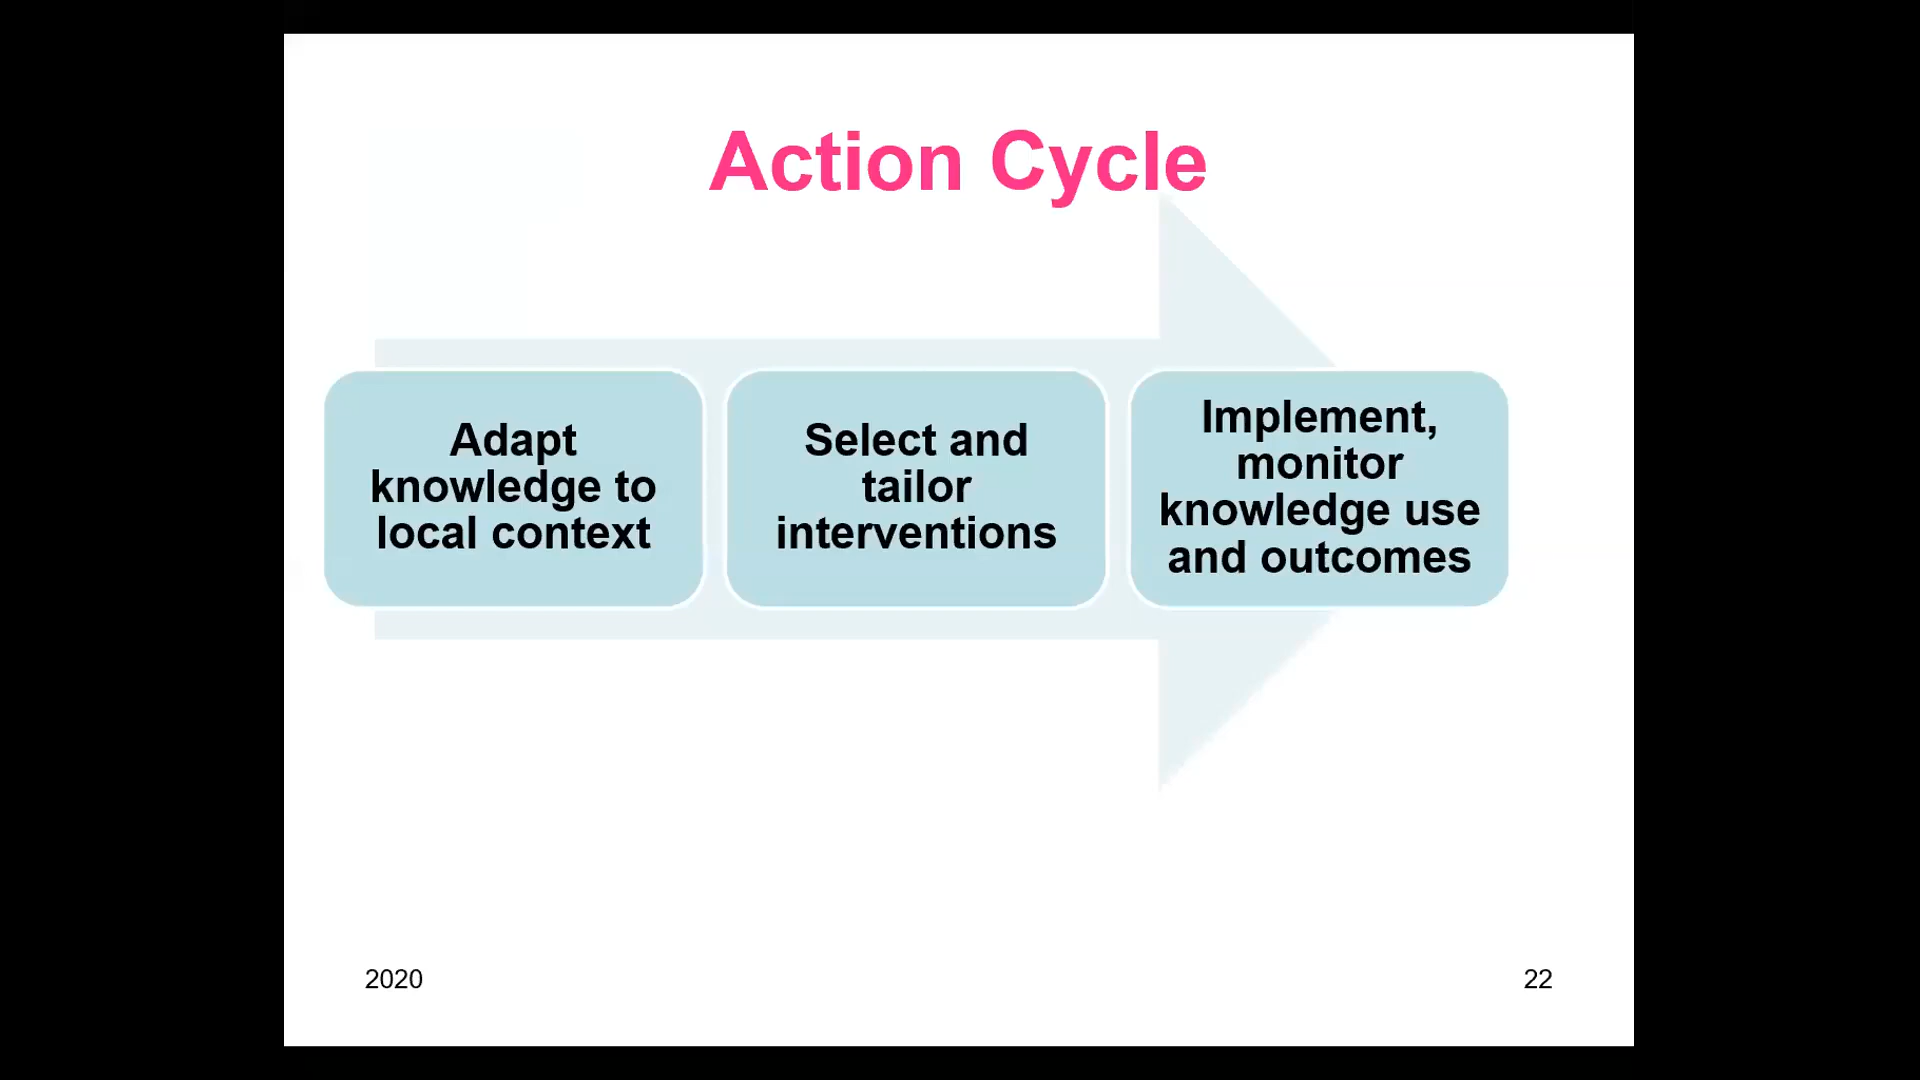 Action Cycle
Adapt
knowledge to
local context
Select and
tailor
interventions
Implement,
monitor
knowledge use
and outcomes
2020
22